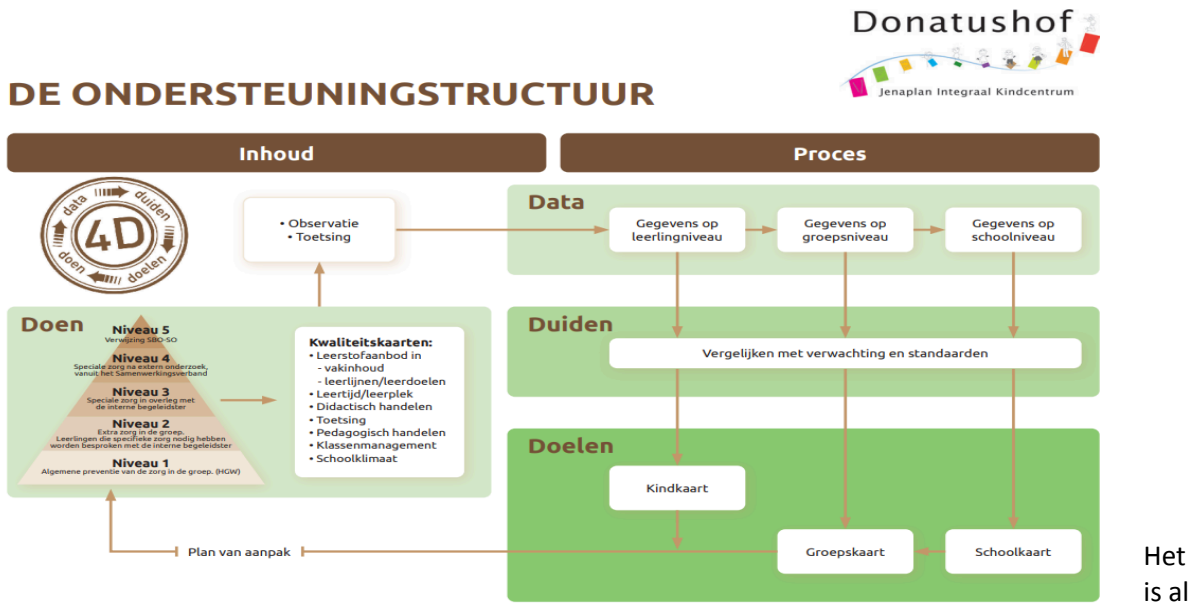 Donatushof
Jenaplan Integraal Kindcentrum
DE ONDERSTEUNINGSTRUCTUUR
Inhoud
Proces
data
duiden
doelen
doen
4D
• Observatie
• Toetsing
Data
Gegevens op
leerlingniveau
Gegevens op
groepsniveau
Gegevens op
schoolniveau
Doen
Niveau 5
Verwijzing SBO-SO
Niveau 4
Speciale zorg na extern onderzoek,
vanuit het Samenwerkingsverband
Niveau 3
Speciale zorg in overleg met
de interne begeleidster
Niveau 2
Extra zorg in de groep.
Leerlingen die specifieke zorg nodig hebben
worden besproken met de interne begeleidster
Niveau 1
Algemene preventie van de zorg in de groep. (HGW)
Kwaliteitskaarten:
• Leerstofaanbod in
- vakinhoud
- leerlijnen/leerdoelen
• Leertijd/leerplek
• Didactisch handelen
• Toetsing
• Pedagogisch handelen
• Klassenmanagement
• Schoolklimaat
Duiden
Vergelijken met verwachting en standaarden
Doelen
Kindkaart
Groepskaart
Schoolkaart
Plan van aanpak
Het
is al